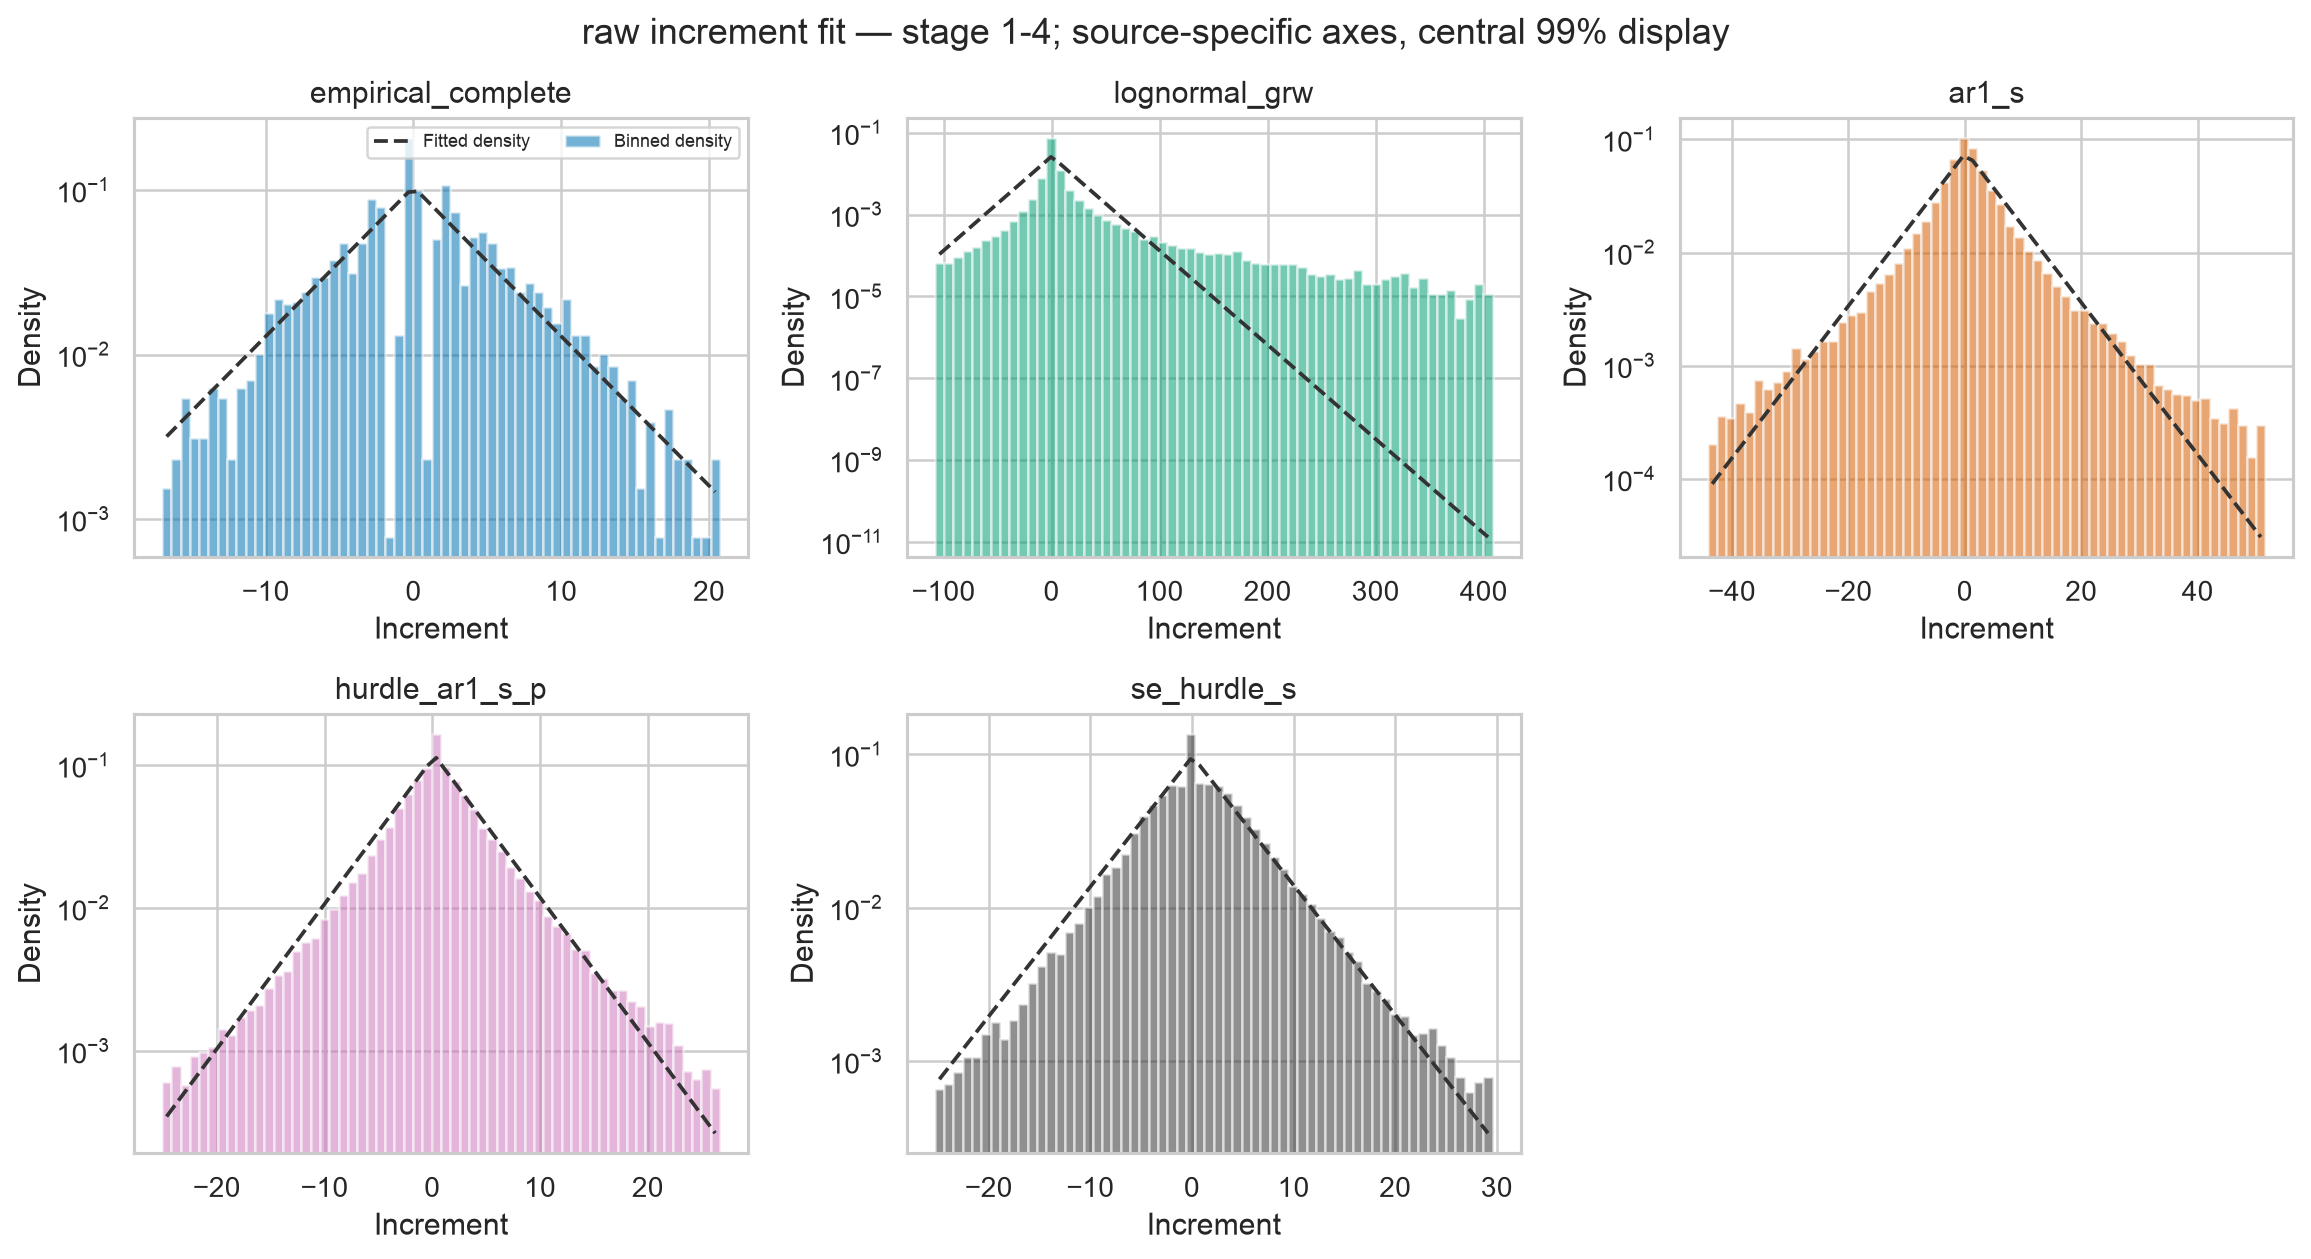 raw increment fit — stage 1-4; source-specific axes, central 99% display
empirical_complete
Fitted density
Binned density
Density
10⁻¹
10⁻²
10⁻³
−10 0 10 20
Increment
lognormal_grw
Density
10⁻¹
10⁻³
10⁻⁵
10⁻⁷
10⁻⁹
10⁻¹¹
−100 0 100 200 300 400
Increment
ar1_s
Density
10⁻¹
10⁻²
10⁻³
10⁻⁴
−40 −20 0 20 40
Increment
hurdle_ar1_s_p
Density
10⁻¹
10⁻²
10⁻³
−20 −10 0 10 20
Increment
se_hurdle_s
Density
10⁻¹
10⁻²
10⁻³
−20 −10 0 10 20 30
Increment